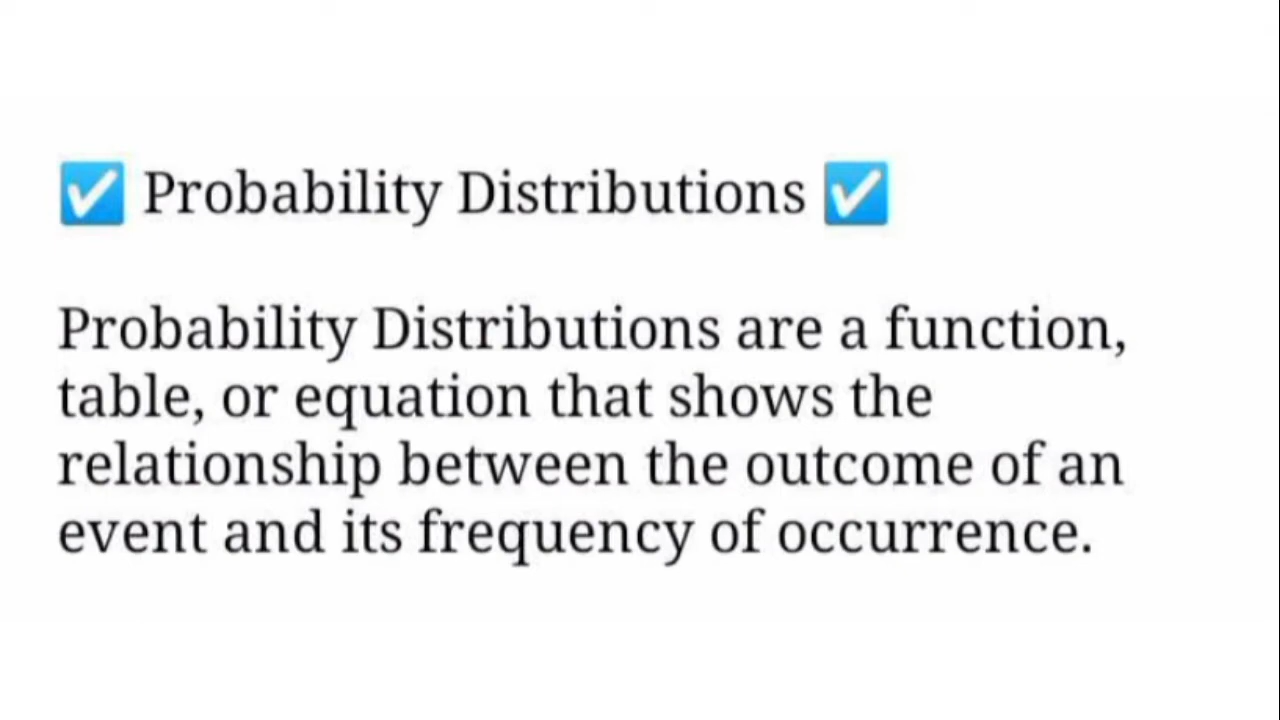 ☑ Probability Distributions ☑
Probability Distributions are a function,
table, or equation that shows the
relationship between the outcome of an
event and its frequency of occurrence.